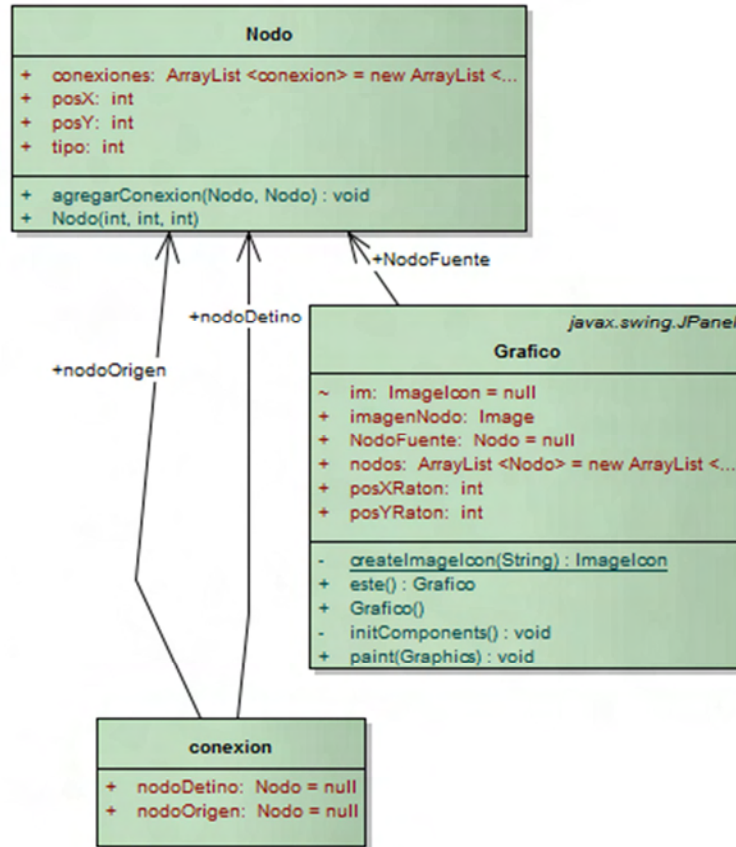 Nodo
+ conexiones: ArrayList <conexion> = new ArrayList <...
+ posX: int
+ posY: int
+ tipo: int
+ agregarConexion(Nodo, Nodo) : void
+ Nodo(int, int, int)
+NodoFuente
+nodoDetino
+nodoOrigen
javax.swing.JPanel
Grafico
~ im: ImageIcon = null
+ imagenNodo: Image
+ NodoFuente: Nodo = null
+ nodos: ArrayList <Nodo> = new ArrayList <...
+ posXRaton: int
+ posYRaton: int
- createImageIcon(String) : ImageIcon
+ este() : Grafico
+ Grafico()
- initComponents() : void
+ paint(Graphics) : void
conexion
+ nodoDetino: Nodo = null
+ nodoOrigen: Nodo = null